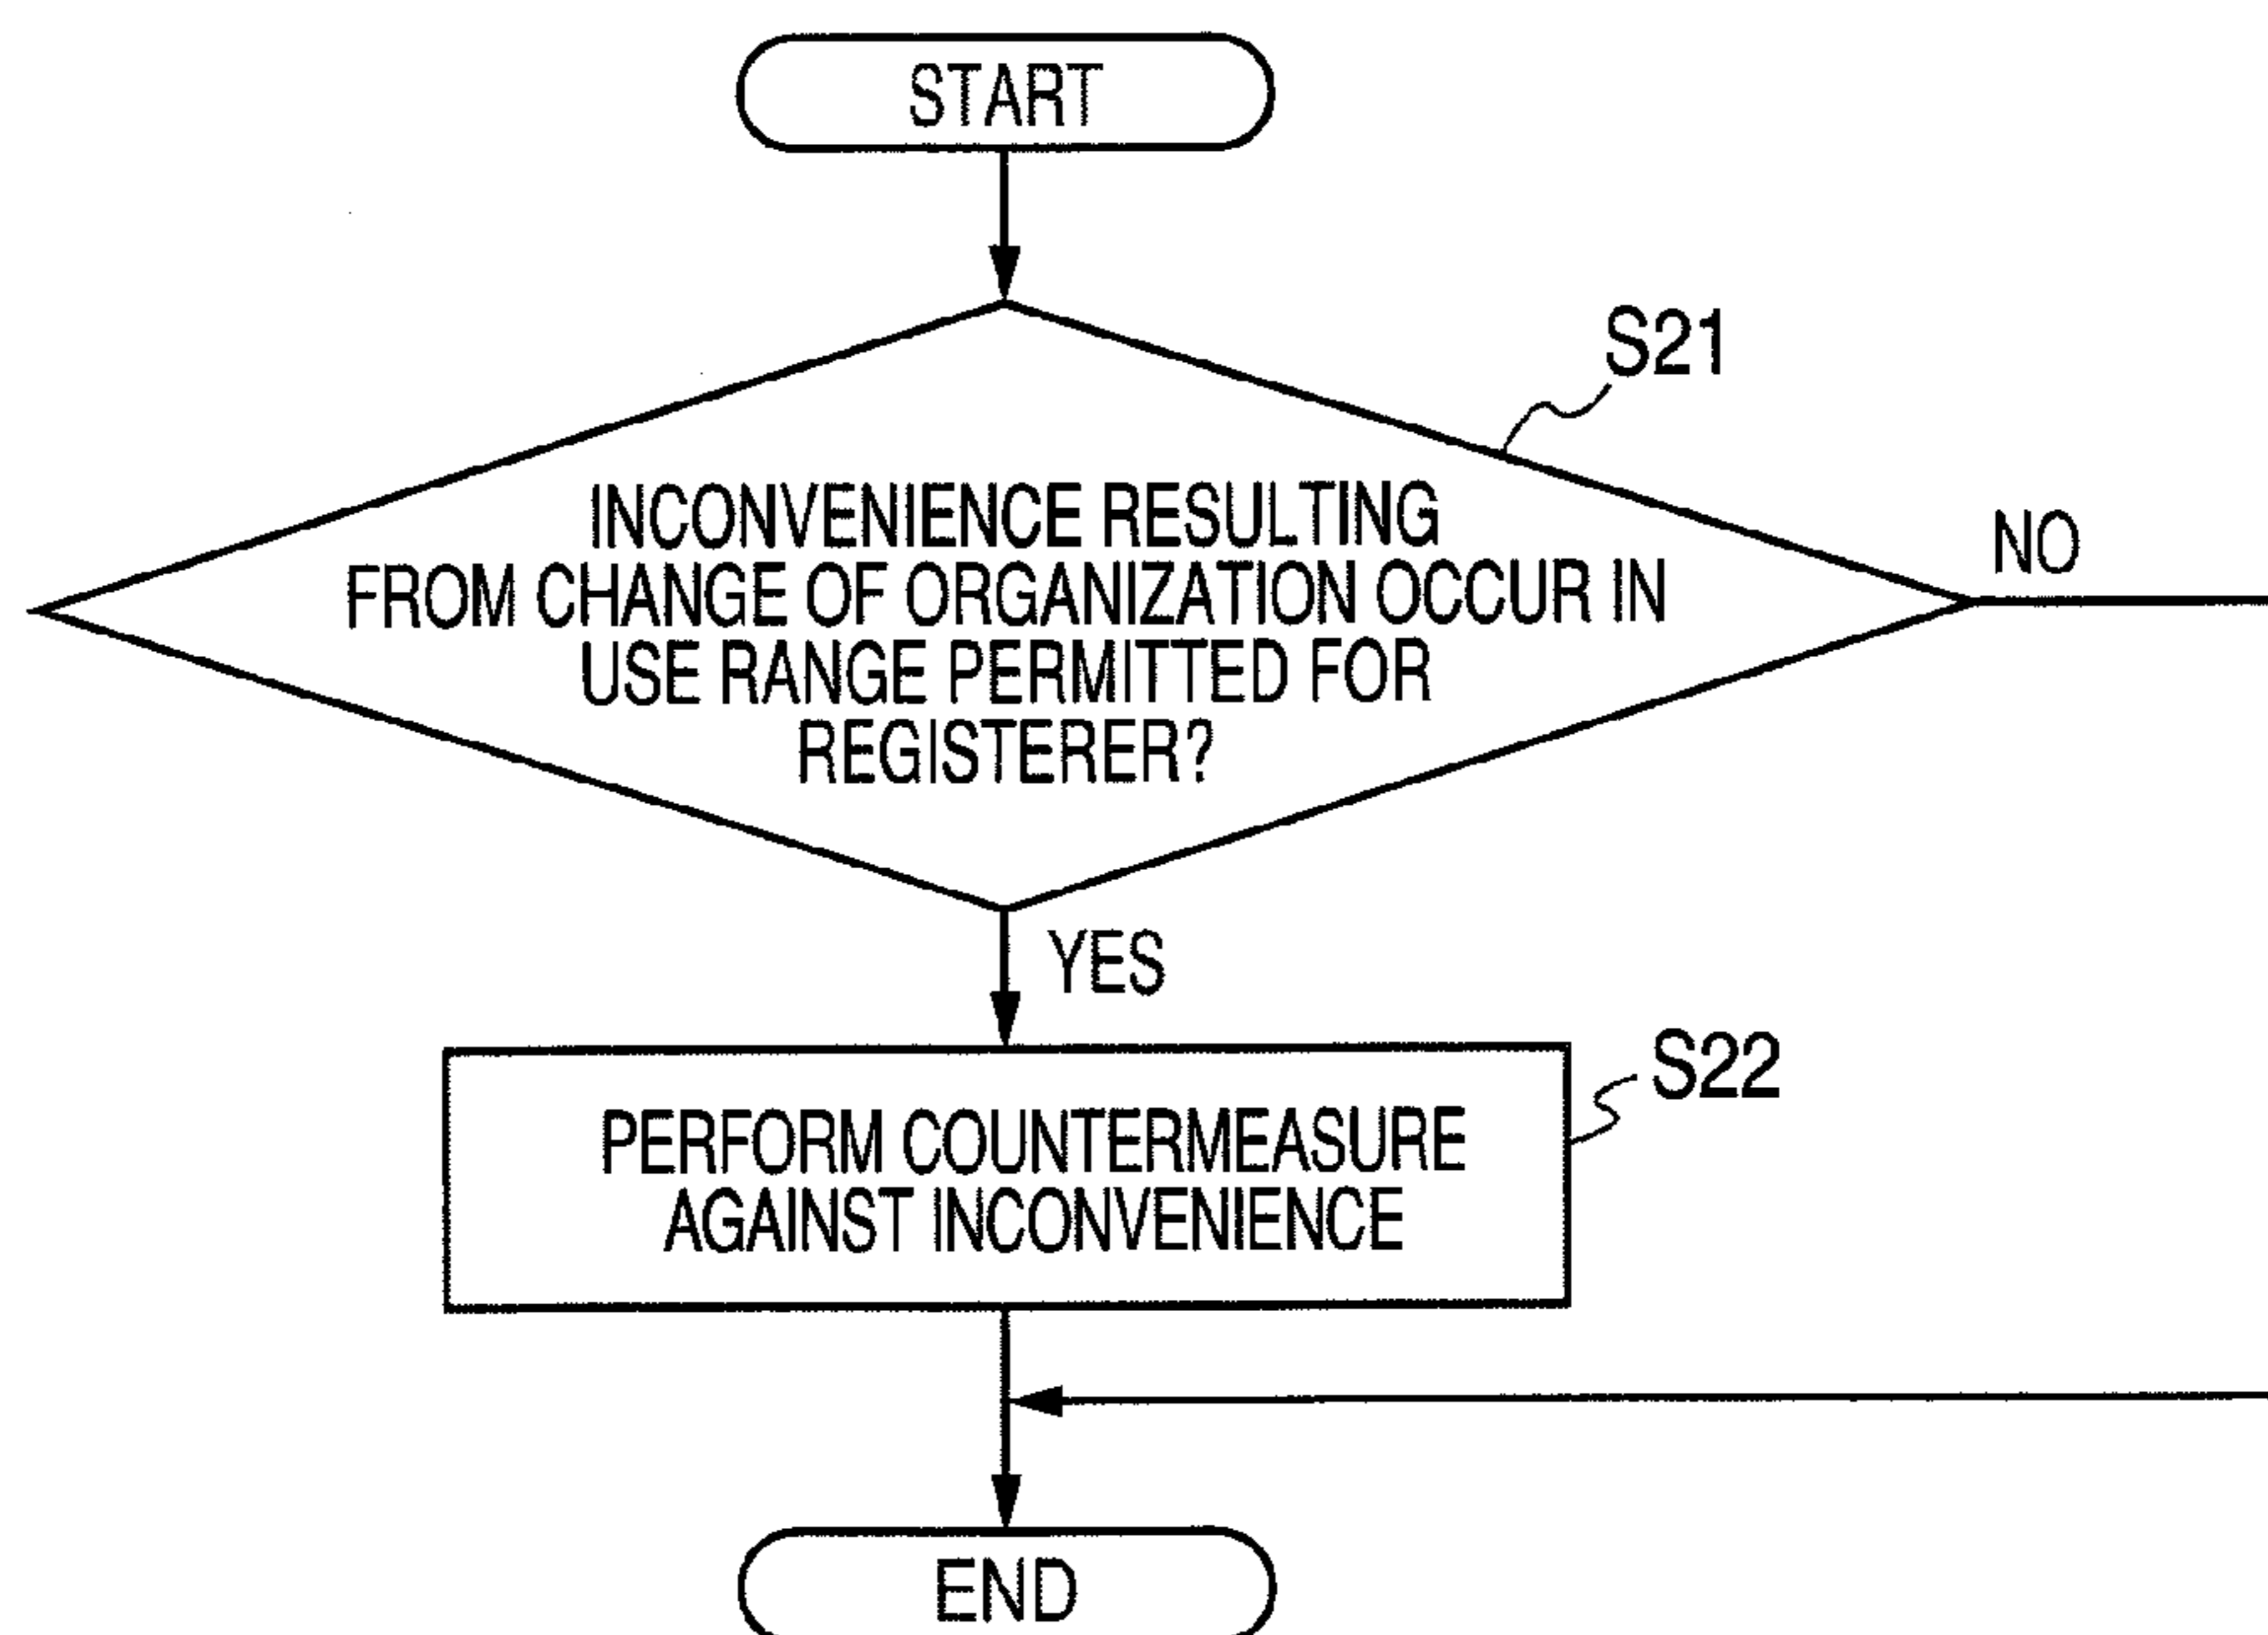 START
S21
INCONVENIENCE RESULTING
FROM CHANGE OF ORGANIZATION OCCUR IN
USE RANGE PERMITTED FOR
REGISTERER?
NO
YES
S22
PERFORM COUNTERMEASURE
AGAINST INCONVENIENCE
END